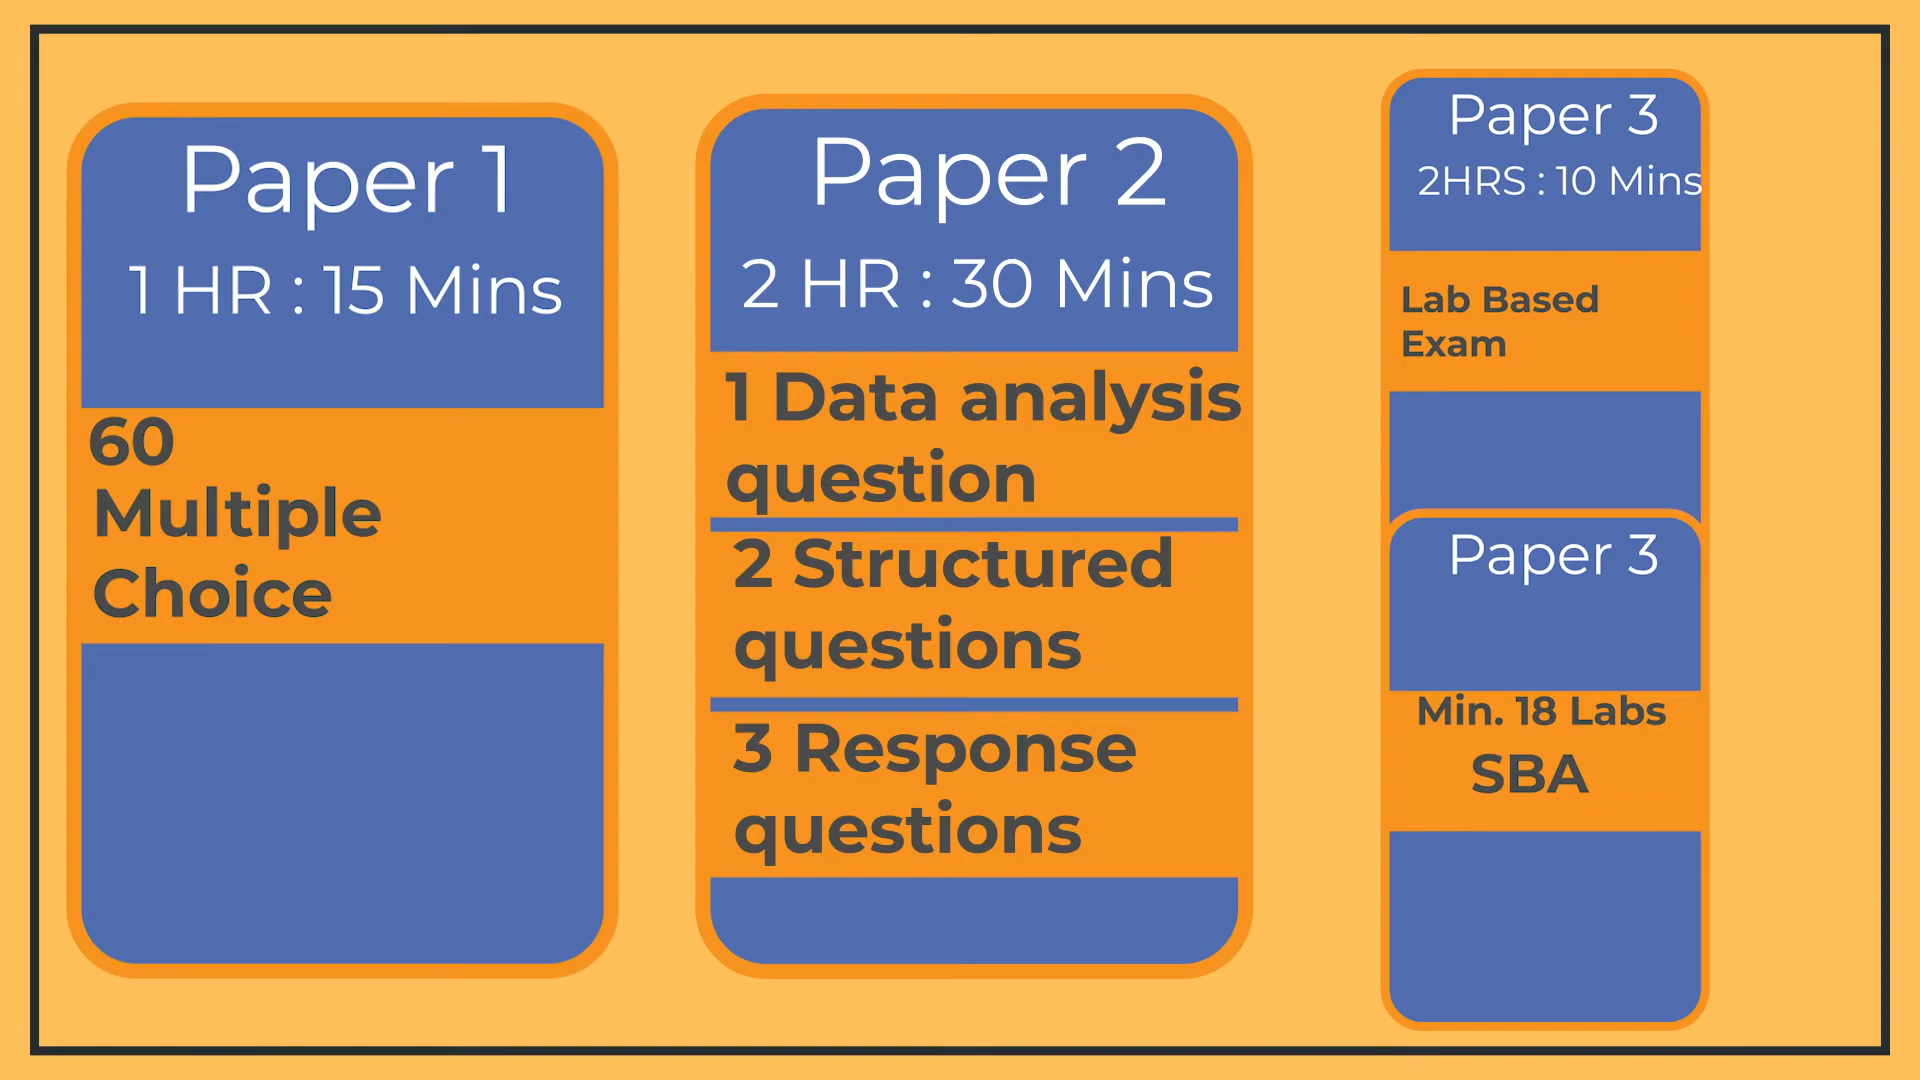 Paper 1
1 HR : 15 Mins
60
Multiple
Choice
Paper 2
2 HR : 30 Mins
1 Data analysis
question
2 Structured
questions
3 Response
questions
Paper 3
2HRS : 10 Mins
Lab Based
Exam
Paper 3
Min. 18 Labs
SBA